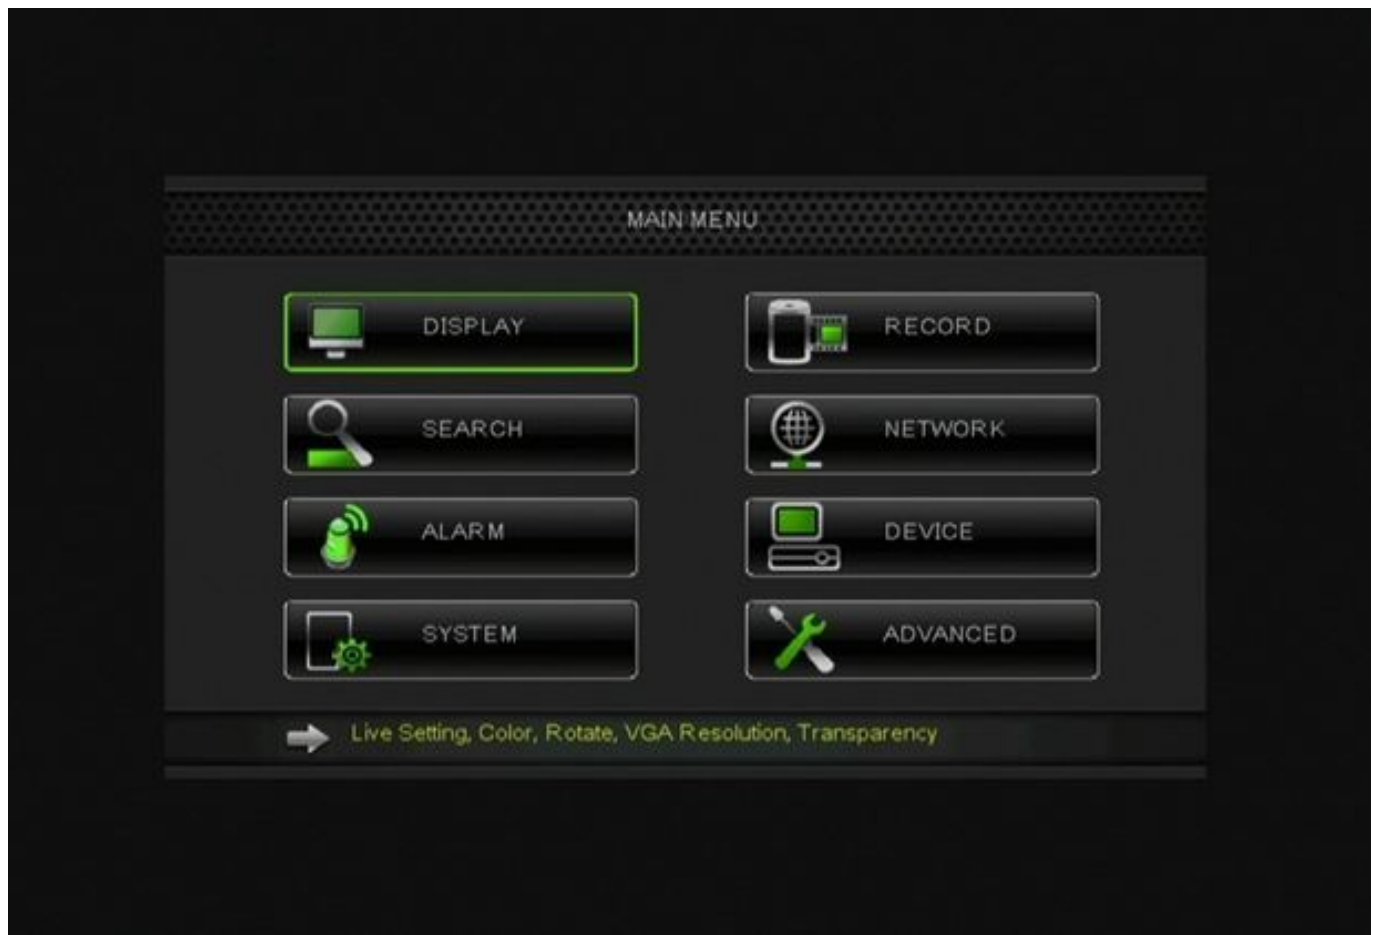 MAIN MENU
DISPLAY
RECORD
SEARCH
NETWORK
ALARM
DEVICE
SYSTEM
ADVANCED
Live Setting, Color, Rotate, VGA Resolution, Transparency